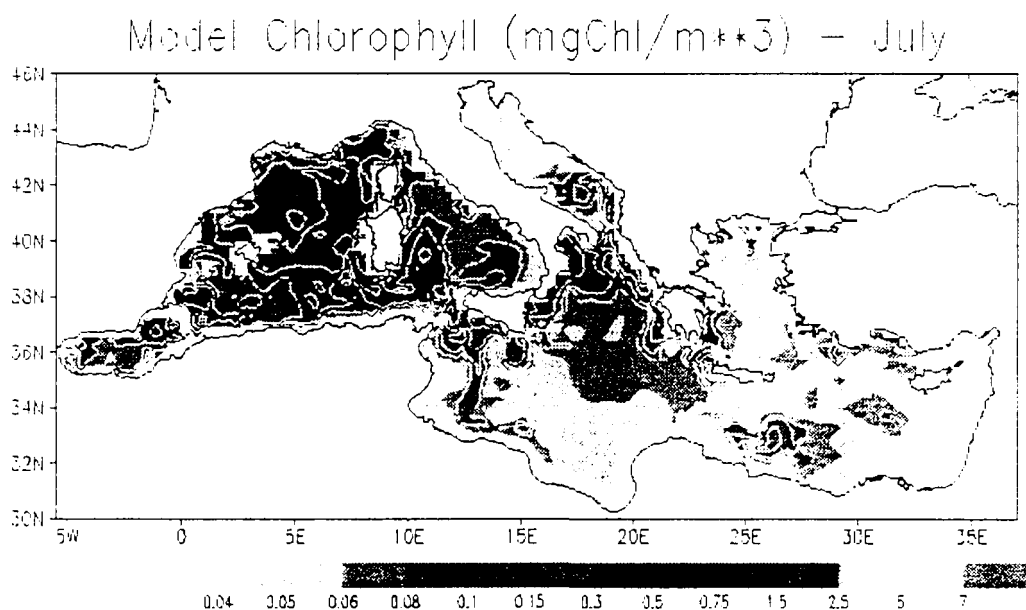 Model Chlorophyll (mgChl/m**3) - July
46N
44N
42N
40N
38N
36N
34N
32N
30N
5W 0 5E 10E 15E 20E 25E 30E 35E
0.04 0.05 0.06 0.08 0.1 0.15 0.3 0.5 0.75 1.5 2.5 5 7